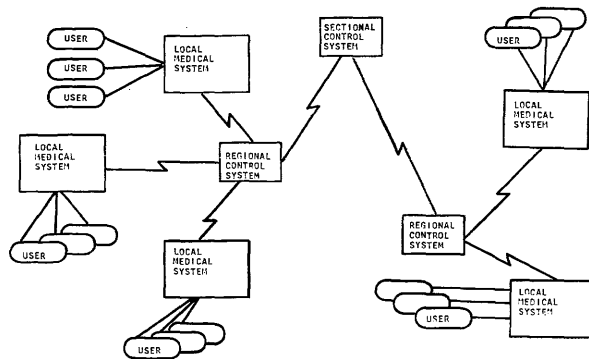 USER
USER
USER
LOCAL
MEDICAL
SYSTEM
SECTIONAL
CONTROL
SYSTEM
USER
LOCAL
MEDICAL
SYSTEM
LOCAL
MEDICAL
SYSTEM
USER
REGIONAL
CONTROL
SYSTEM
LOCAL
MEDICAL
SYSTEM
USER
REGIONAL
CONTROL
SYSTEM
USER
LOCAL
MEDICAL
SYSTEM